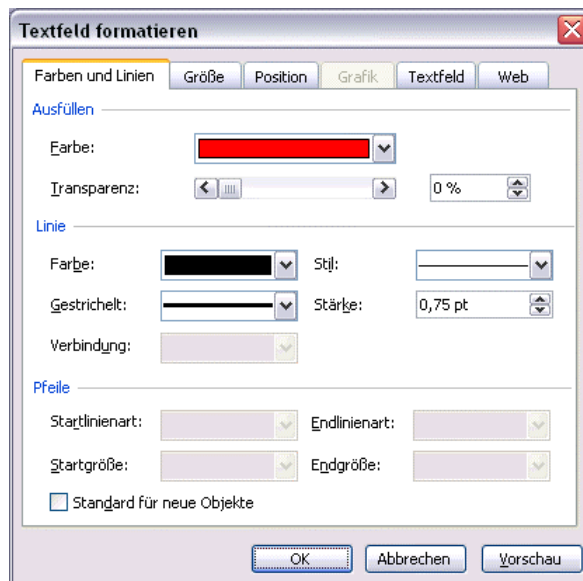 Textfeld formatieren
Farben und Linien Größe Position Grafik Textfeld Web
Ausfüllen
Farbe:
Transparenz: 0 %
Linie
Farbe: Stil:
Gestrichelt: Stärke: 0,75 pt
Verbindung:
Pfeile
Startlinienart: Endlinienart:
Startgröße: Endgröße:
Standard für neue Objekte
OK Abbrechen Vorschau